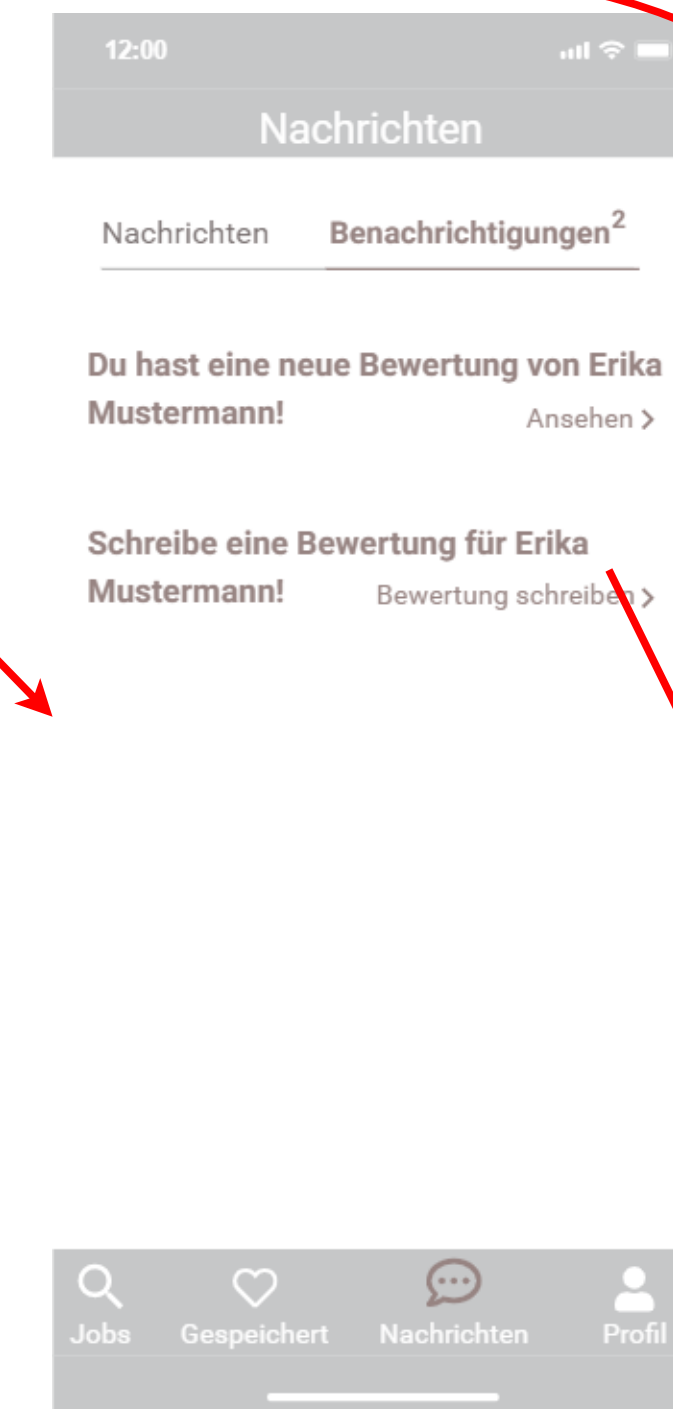 12:00
Nachrichten
Nachrichten Benachrichtigungen2
Du hast eine neue Bewertung von Erika
Mustermann! Ansehen >
Schreibe eine Bewertung für Erika
Mustermann! Bewertung schreiben >
Jobs Gespeichert Nachrichten Profil